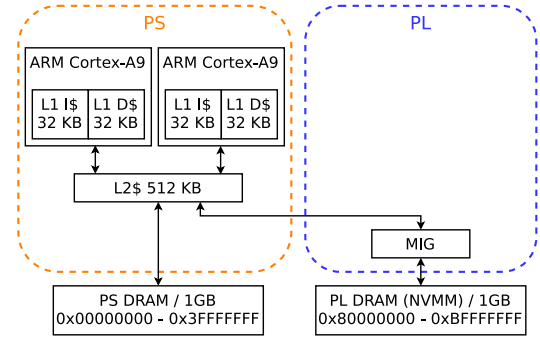 PS
PL
ARM Cortex-A9
ARM Cortex-A9
L1 I$
32 KB
L1 D$
32 KB
L1 I$
32 KB
L1 D$
32 KB
L2$ 512 KB
MIG
PS DRAM / 1GB
0x00000000 - 0x3FFFFFFF
PL DRAM (NVMM) / 1GB
0x80000000 - 0xBFFFFFFF